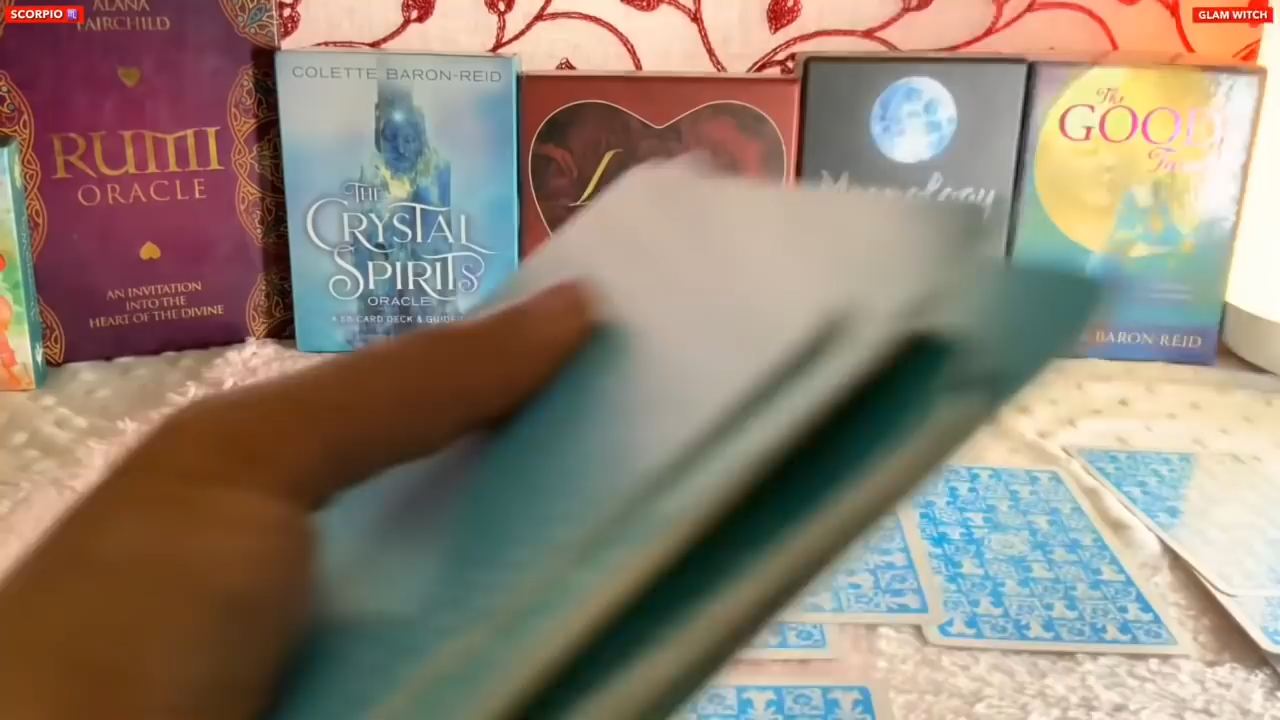 SCORPIO ♏
GLAM WITCH
ALANA
FAIRCHILD
RUMI
ORACLE
AN INVITATION
INTO THE
HEART OF THE DIVINE
COLETTE BARON-REID
THE
CRYSTAL
SPIRITS
ORACLE
Moonology
The
GOOD
BARON REID